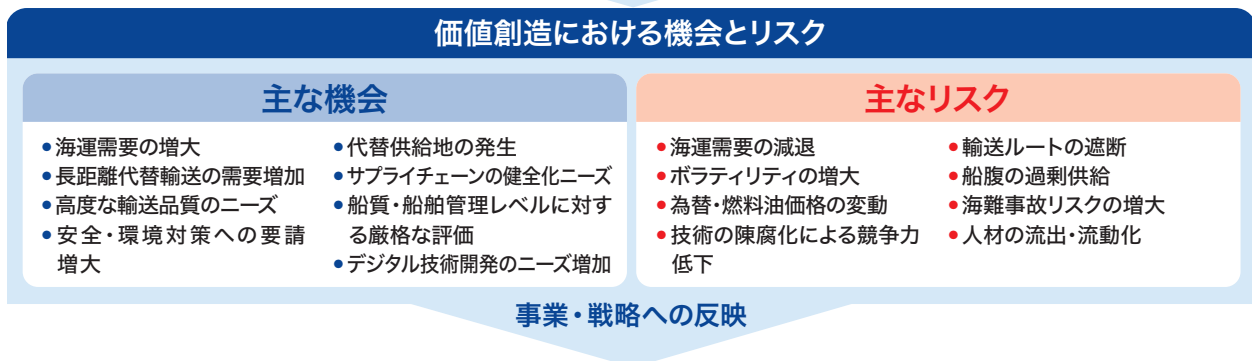 価値創造における機会とリスク
主な機会
●海運需要の増大
●長距離代替輸送の需要増加
●高度な輸送品質のニーズ
●安全・環境対策への要請
増大
●代替供給地の発生
●サプライチェーンの健全化ニーズ
●船質・船舶管理レベルに対す
る厳格な評価
●デジタル技術開発のニーズ増加
主なリスク
●海運需要の減退
●ボラティリティの増大
●為替・燃料油価格の変動
●技術の陳腐化による競争力
低下
●輸送ルートの遮断
●船腹の過剰供給
●海難事故リスクの増大
●人材の流出・流動化
事業・戦略への反映